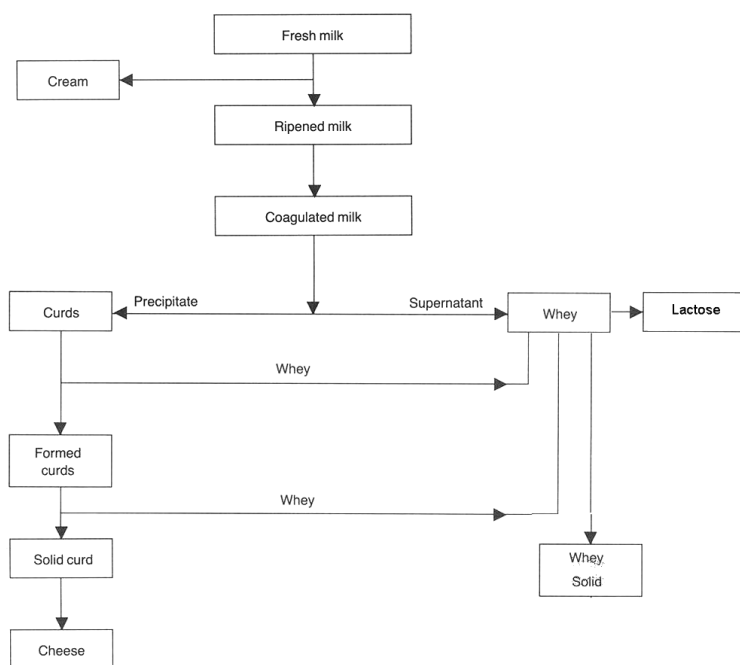 Fresh milk
Cream
Ripened milk
Coagulated milk
Precipitate
Supernatant
Curds
Whey
Lactose
Whey
Formed
curds
Whey
Solid curd
Whey
Solid
Cheese